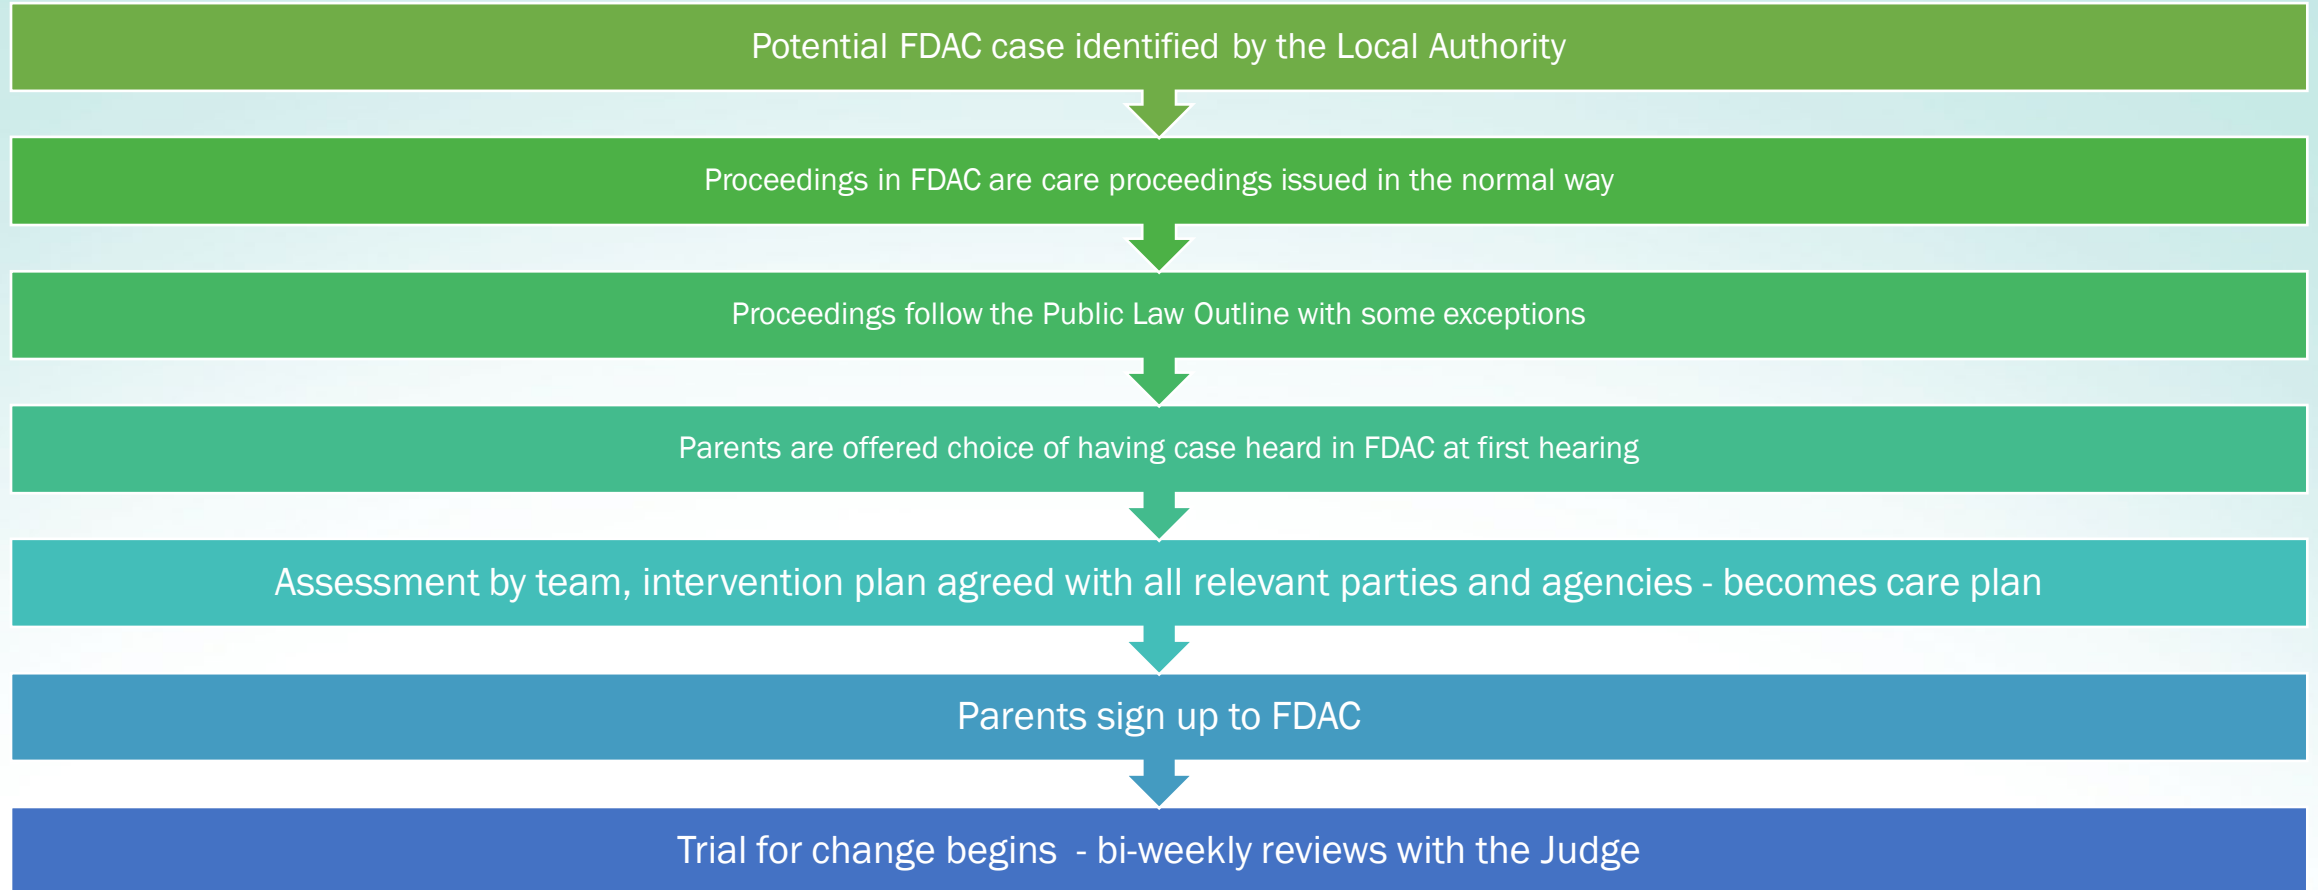 Potential FDAC case identified by the Local Authority
Proceedings in FDAC are care proceedings issued in the normal way
Proceedings follow the Public Law Outline with some exceptions
Parents are offered choice of having case heard in FDAC at first hearing
Assessment by team, intervention plan agreed with all relevant parties and agencies - becomes care plan
Parents sign up to FDAC
Trial for change begins  - bi-weekly reviews with the Judge